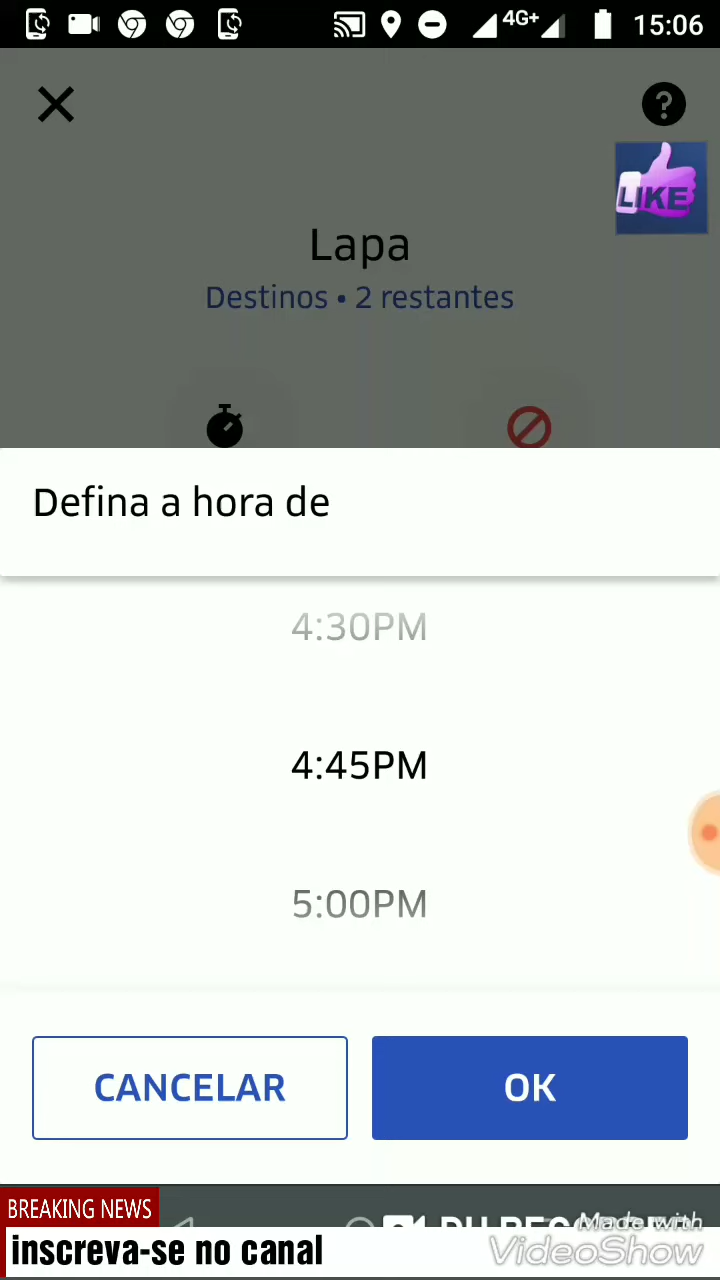 4G+ 15:06
LIKE
Lapa
Destinos • 2 restantes
Defina a hora de
4:30PM
4:45PM
5:00PM
CANCELAR
OK
BREAKING NEWS
inscreva-se no canal
Made with
VideoShow